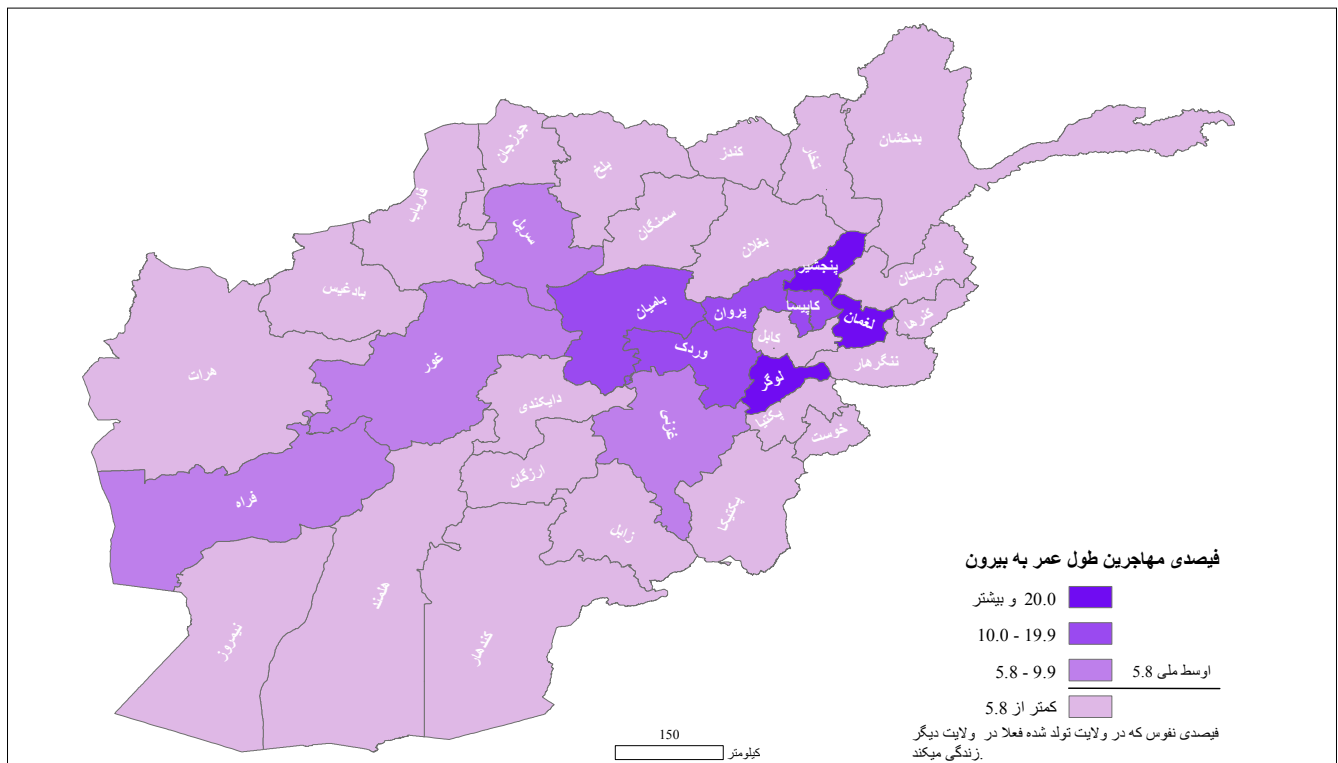 بدخشان
تخار
کندز
بلخ
جوزجان
فاریاب
سمنگان
بغلان
سرپل
پنجشیر
نورستان
بادغیس
بامیان
پروان
کاپیسا
لغمان
کنرها
کابل
وردک
غور
هرات
ننگرهار
لوگر
دایکندی
پکتیا
خوست
غزنی
ارزگان
فراه
پکتیکا
زابل
هلمند
کندهار
نیمروز
فیصدی مهاجرین طول عمر به بیرون
20.0 و بیشتر
10.0 - 19.9
5.8 - 9.9
اوسط ملی 5.8
کمتر از 5.8
فیصدی نفوس که در ولایت تولد شده فعلا در ولایت دیگر
زندگی میکند.
150
کیلومتر